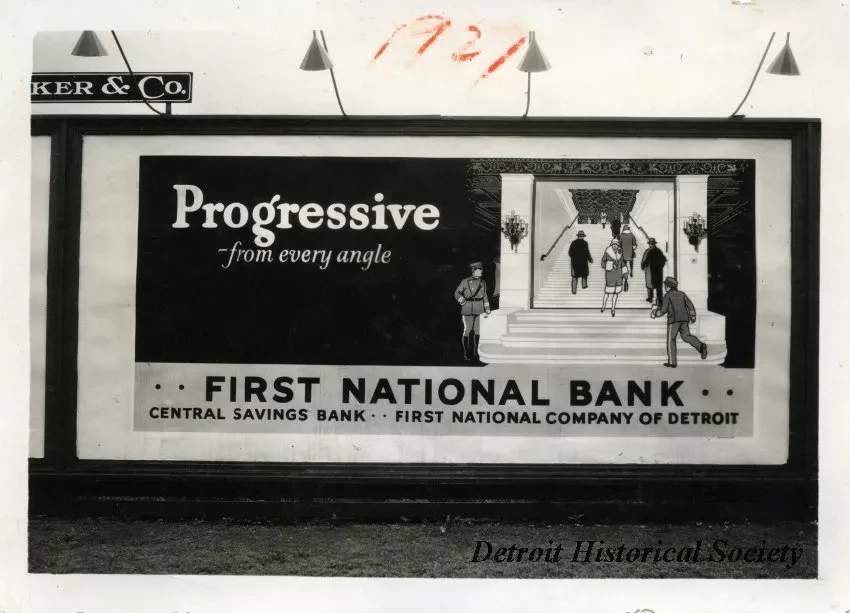 1921
KER & CO.
Progressive
~from every angle
·· FIRST NATIONAL BANK ··
CENTRAL SAVINGS BANK ·· FIRST NATIONAL COMPANY OF DETROIT
Detroit Historical Society